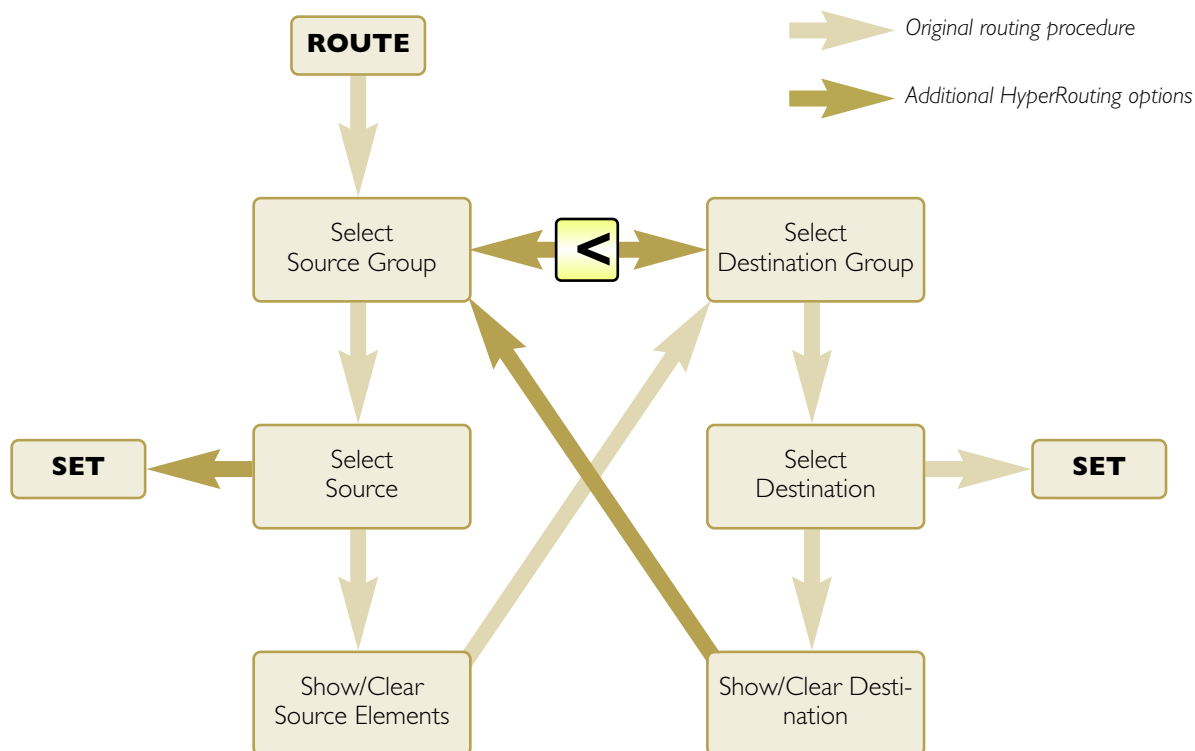 ROUTE
Original routing procedure
Additional HyperRouting options
Select
Source Group
<
Select
Destination Group
SET
Select
Source
Select
Destination
SET
Show/Clear
Source Elements
Show/Clear Desti-
nation